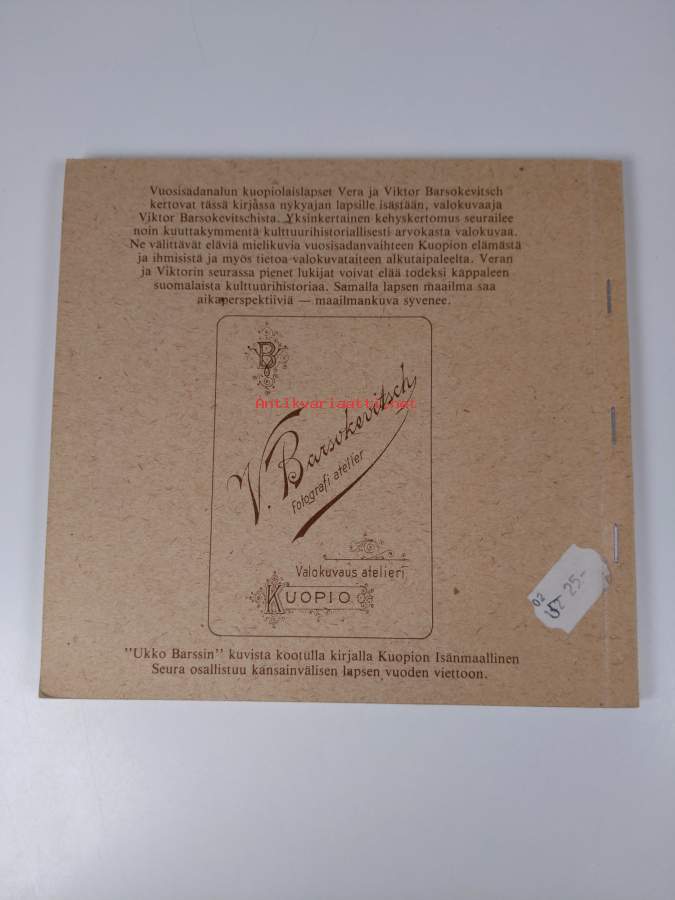 Vuosisadanalun kuopiolaislapset Vera ja Viktor Barsokevitsch
kertovat tässä kirjassa nykyajan lapsille isästään, valokuvaaja
Viktor Barsokevitschista. Yksinkertainen kehyskertomus seurailee
noin kuuttakymmentä kulttuurihistoriallisesti arvokasta valokuvaa.
Ne välittävät eläviä mielikuvia vuosisadanvaihteen Kuopion elämästä
ja ihmisistä ja myös tietoa valokuvataiteen alkutaipaleelta. Veran
ja Viktorin seurassa pienet lukijat voivat elää todeksi kappaleen
suomalaista kulttuurihistoriaa. Samalla lapsen maailma saa
aikaperspektiiviä — maailmankuva syvenee.
VB
Antikvariaatti.net
V. Barsokevitsch
Fotografi atelier
Valokuvaus atelieri
KUOPIO
02
25:-
"Ukko Barssin" kuvista kootulla kirjalla Kuopion Isänmaallinen
Seura osallistuu kansainvälisen lapsen vuoden viettoon.